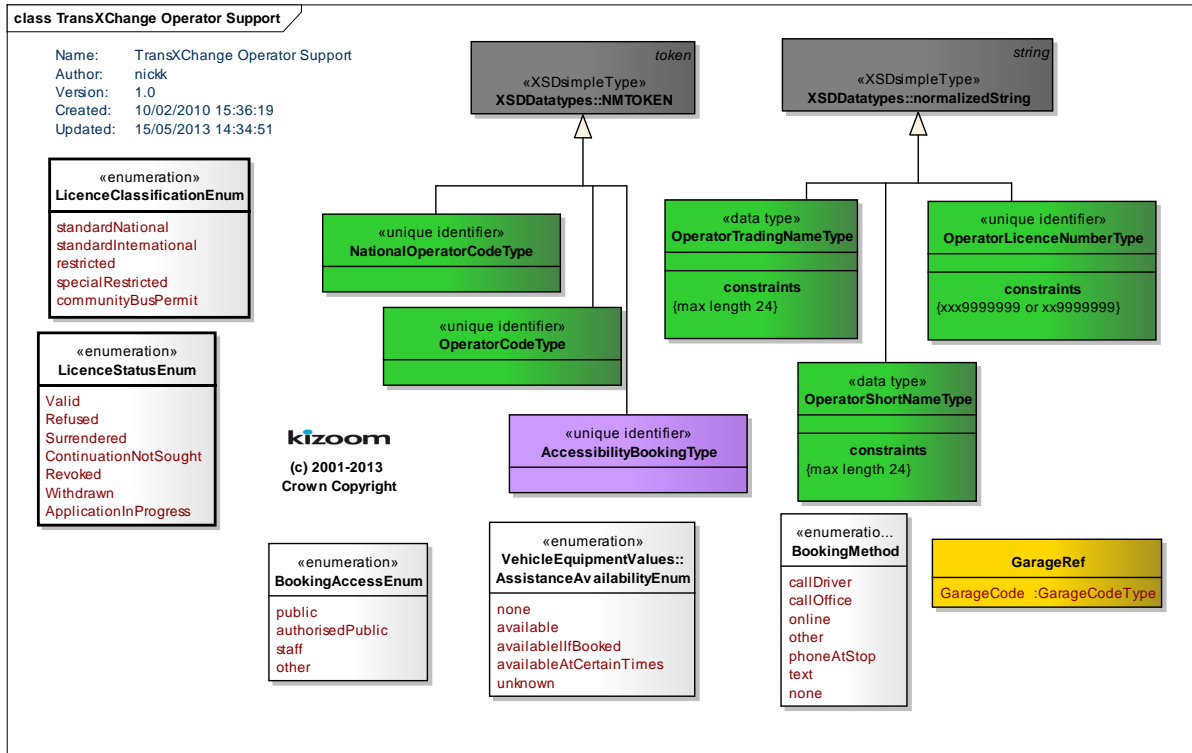 class TransXChange Operator Support
Name: TransXChange Operator Support
Author: nickk
Version: 1.0
Created: 10/02/2010 15:36:19
Updated: 15/05/2013 14:34:51
token
«XSDsimpleType»
XSDDatatypes::NMTOKEN
string
«XSDsimpleType»
XSDDatatypes::normalizedString
«enumeration»
LicenceClassificationEnum
standardNational
standardInternational
restricted
specialRestricted
communityBusPermit
«unique identifier»
NationalOperatorCodeType
«data type»
OperatorTradingNameType
constraints
{max length 24}
«unique identifier»
OperatorLicenceNumberType
constraints
{xxx9999999 or xx9999999}
«unique identifier»
OperatorCodeType
«enumeration»
LicenceStatusEnum
Valid
Refused
Surrendered
ContinuationNotSought
Revoked
Withdrawn
ApplicationInProgress
«data type»
OperatorShortNameType
constraints
{max length 24}
kizoom
(c) 2001-2013
Crown Copyright
«unique identifier»
AccessibilityBookingType
«enumeration»
BookingAccessEnum
public
authorisedPublic
staff
other
«enumeration»
VehicleEquipmentValues::
AssistanceAvailabilityEnum
none
available
availablelfBooked
availableAtCertainTimes
unknown
«enumeratio...
BookingMethod
callDriver
callOffice
online
other
phoneAtStop
text
none
GarageRef
GarageCode :GarageCodeType